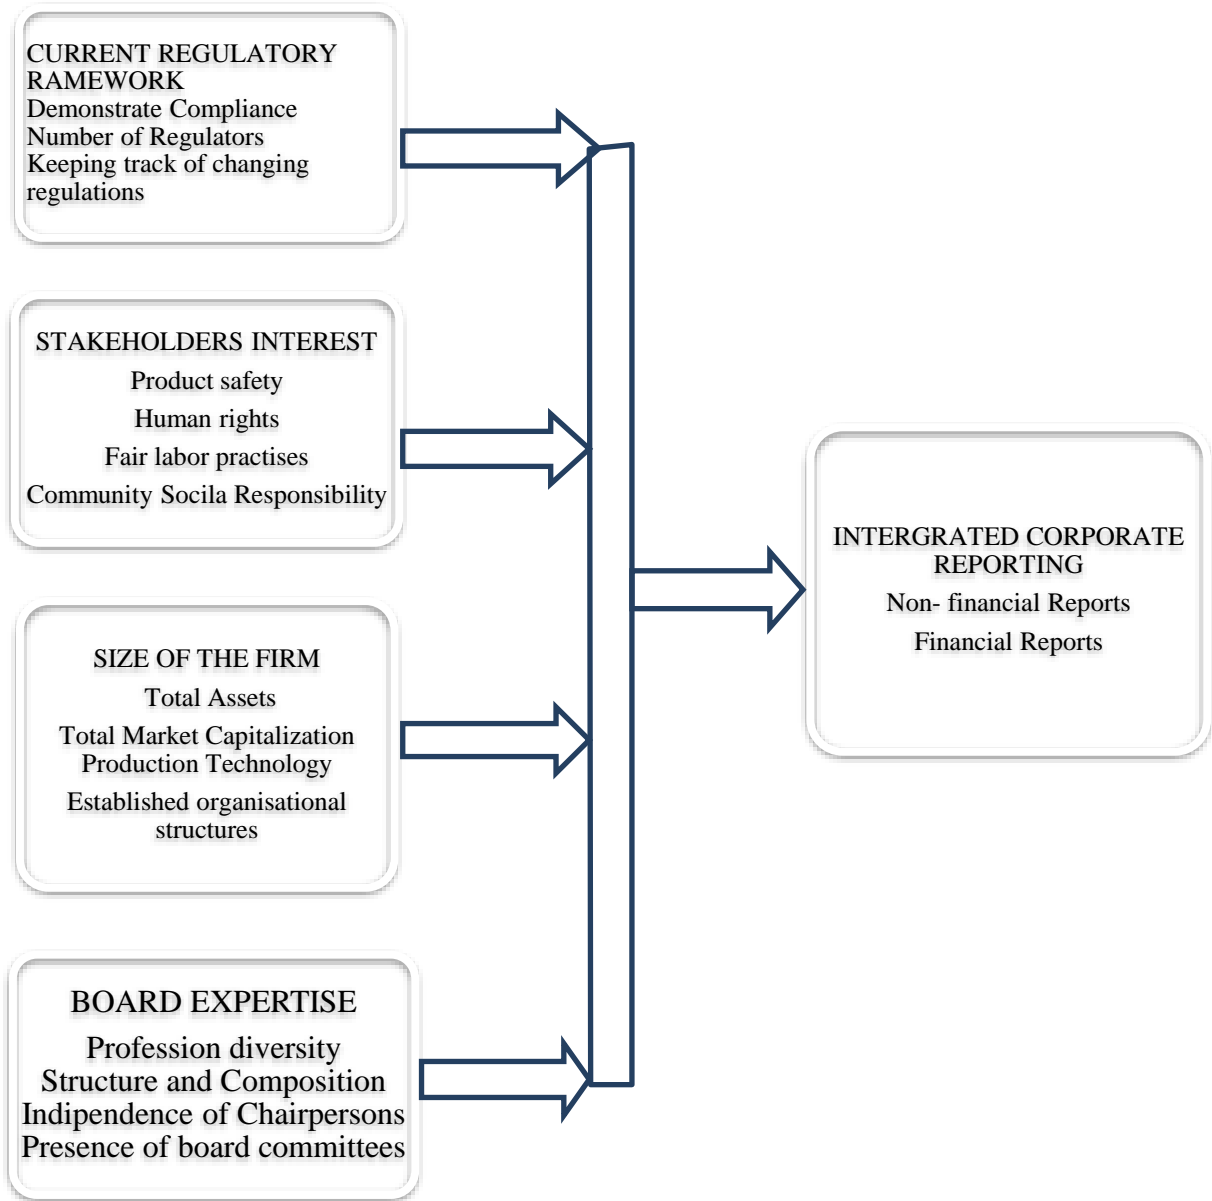 CURRENT REGULATORY
RAMEWORK
Demonstrate Compliance
Number of Regulators
Keeping track of changing
regulations
STAKEHOLDERS INTEREST
Product safety
Human rights
Fair labor practises
Community Socila Responsibility
SIZE OF THE FIRM
Total Assets
Total Market Capitalization
Production Technology
Established organisational
structures
BOARD EXPERTISE
Profession diversity
Structure and Composition
Indipendence of Chairpersons
Presence of board committees
INTERGRATED CORPORATE
REPORTING
Non- financial Reports
Financial Reports